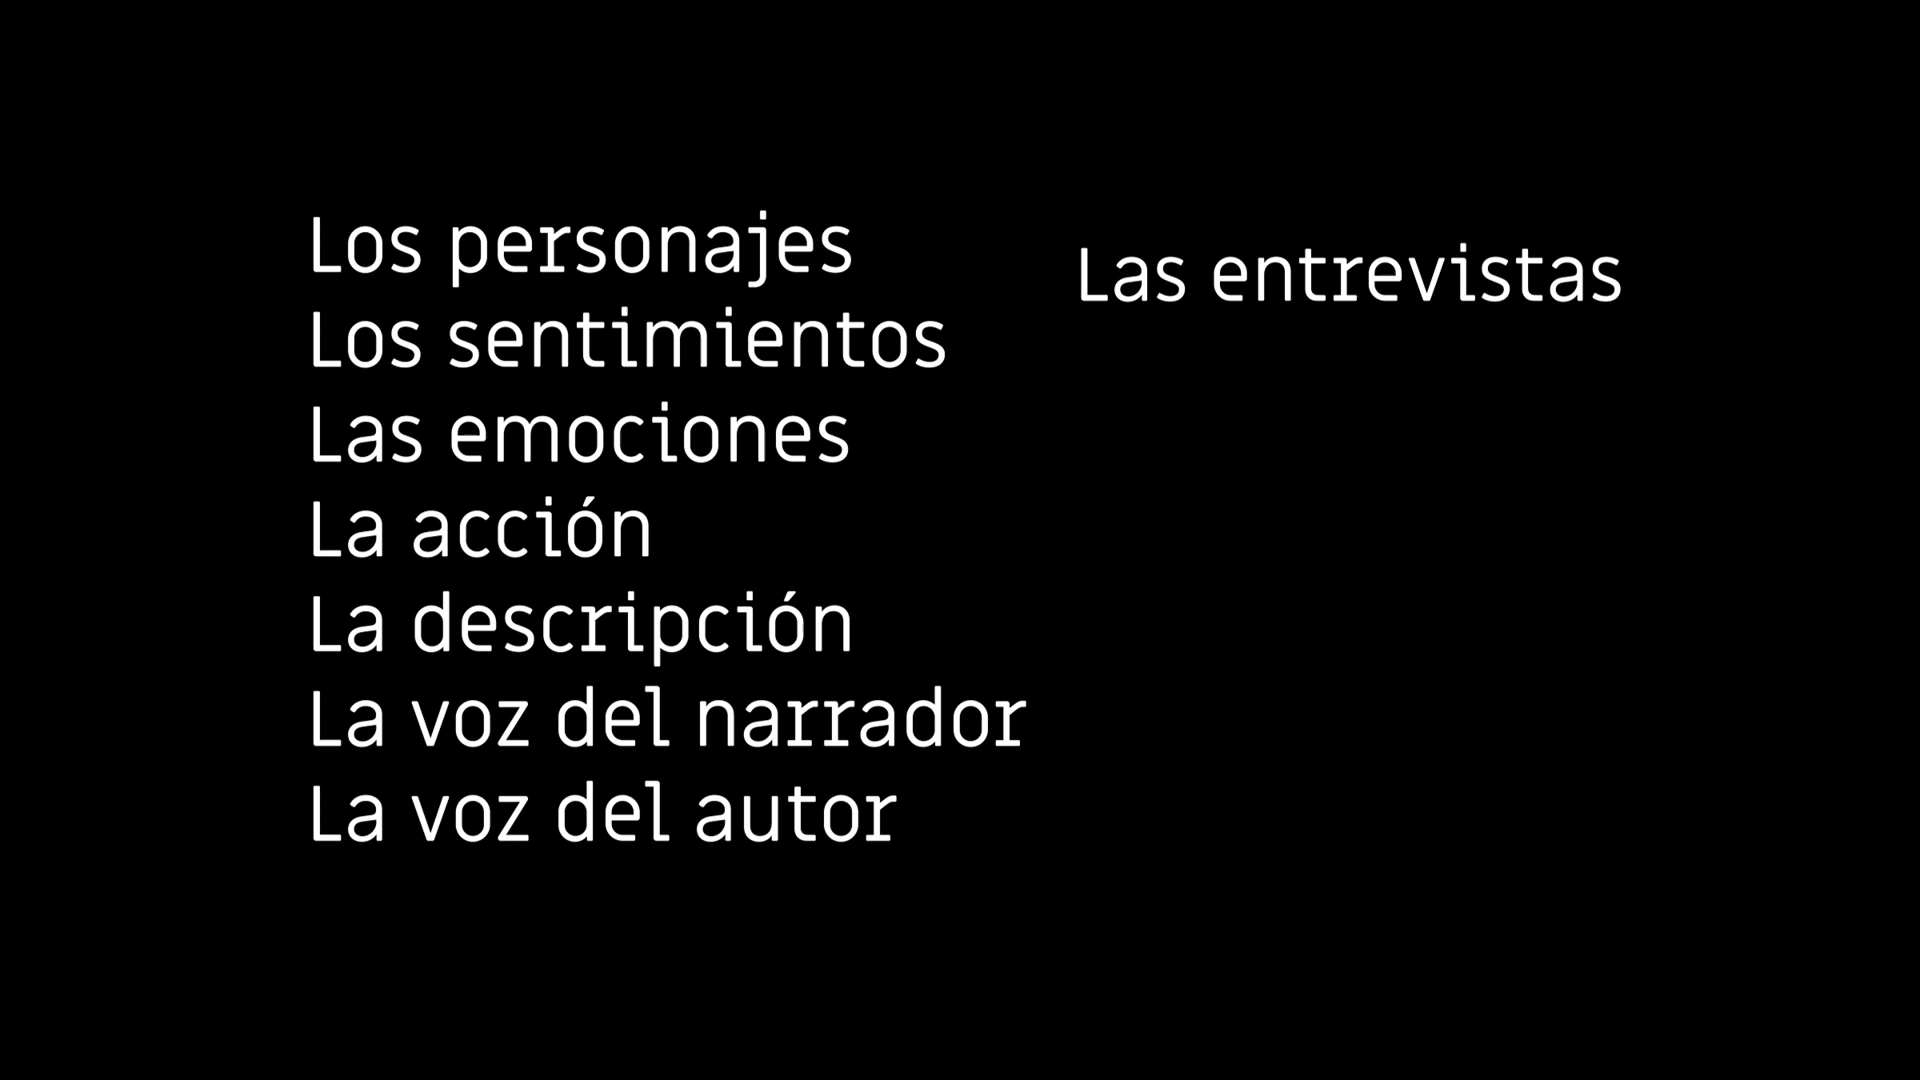 Los personajes
Los sentimientos
Las emociones
La acción
La descripción
La voz del narrador
La voz del autor
Las entrevistas